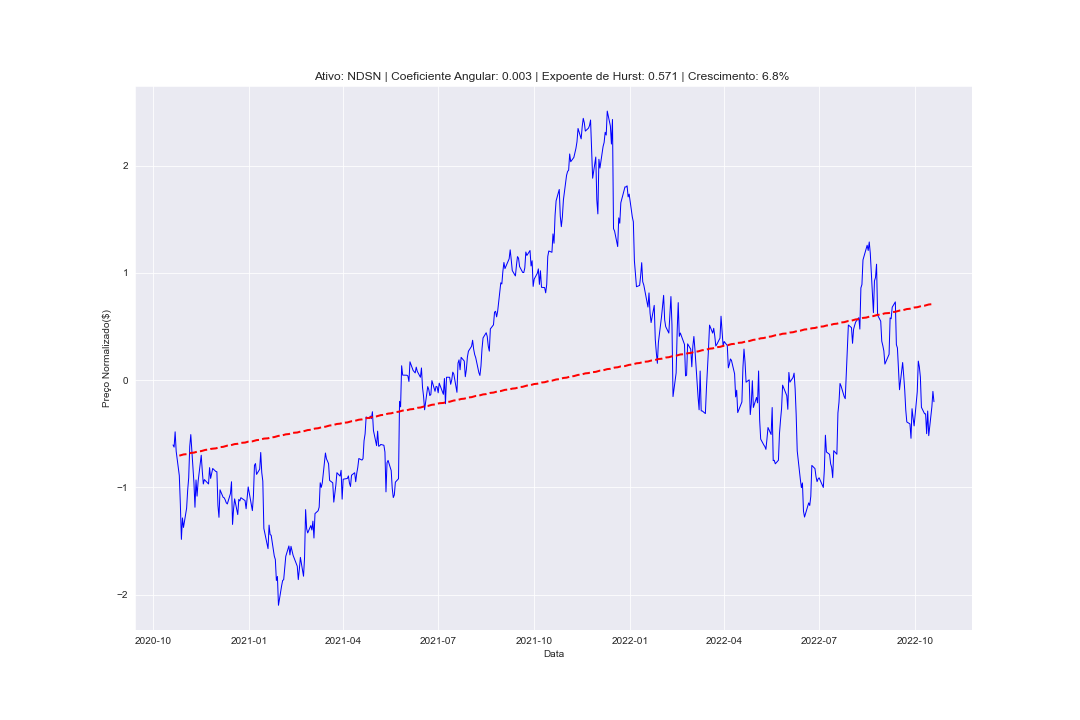 Ativo: NDSN | Coeficiente Angular: 0.003 | Expoente de Hurst: 0.571 | Crescimento: 6.8%
Preço Normalizado($)
2
1
0
−1
−2
2020-10 2021-01 2021-04 2021-07 2021-10 2022-01 2022-04 2022-07 2022-10
Data